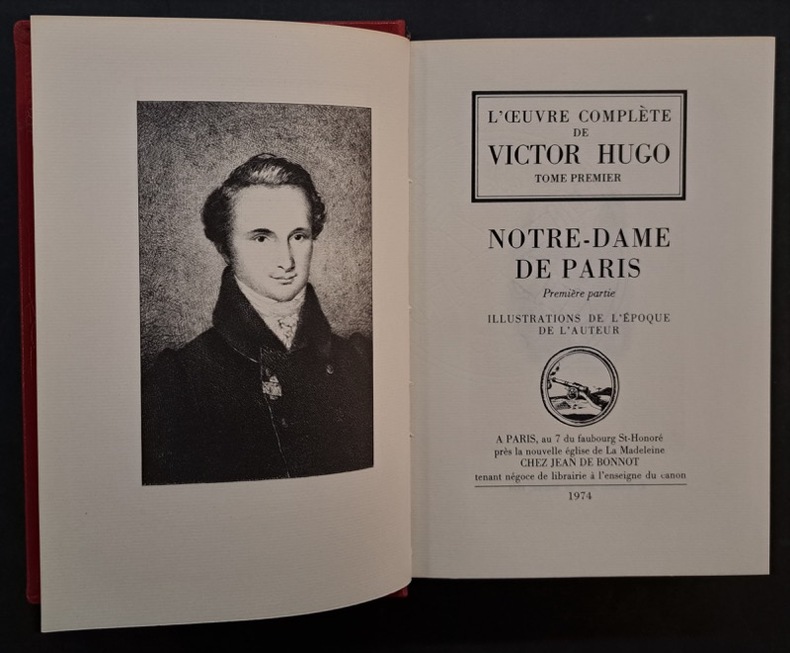 L'ŒUVRE COMPLÈTE
DE
VICTOR HUGO
TOME PREMIER
NOTRE-DAME
DE PARIS
Première partie
ILLUSTRATIONS DE L'ÉPOQUE
DE L'AUTEUR
A PARIS, au 7 du faubourg St-Honoré
près la nouvelle église de La Madeleine
CHEZ JEAN DE BONNOT
tenant négoce de librairie à l'enseigne du canon
1974